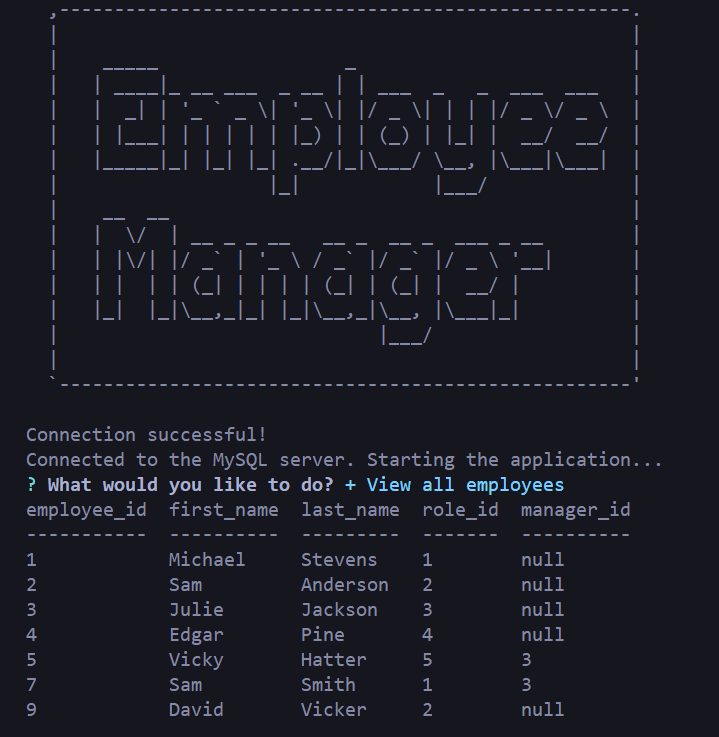 Employee
Manager
Connection successful!
Connected to the MySQL server. Starting the application...
? What would you like to do? + View all employees
employee_id  first_name  last_name  role_id  manager_id
-----------  ----------  ---------  -------  ----------
1            Michael     Stevens    1        null
2            Sam         Anderson   2        null
3            Julie       Jackson    3        null
4            Edgar       Pine       4        null
5            Vicky       Hatter     5        3
7            Sam         Smith      1        3
9            David       Vicker     2        null